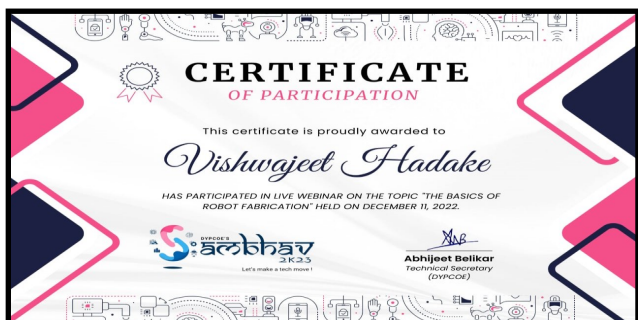 CERTIFICATE
OF PARTICIPATION
This certificate is proudly awarded to
Vishwajeet Hadake
HAS PARTICIPATED IN LIVE WEBINAR ON THE TOPIC "THE BASICS OF
ROBOT FABRICATION" HELD ON DECEMBER 11, 2022.
DYPCOE'S
Sambhav
2K23
Let's make a tech move !
Abhijeet Belikar
Technical Secretary
(DYPCOE)